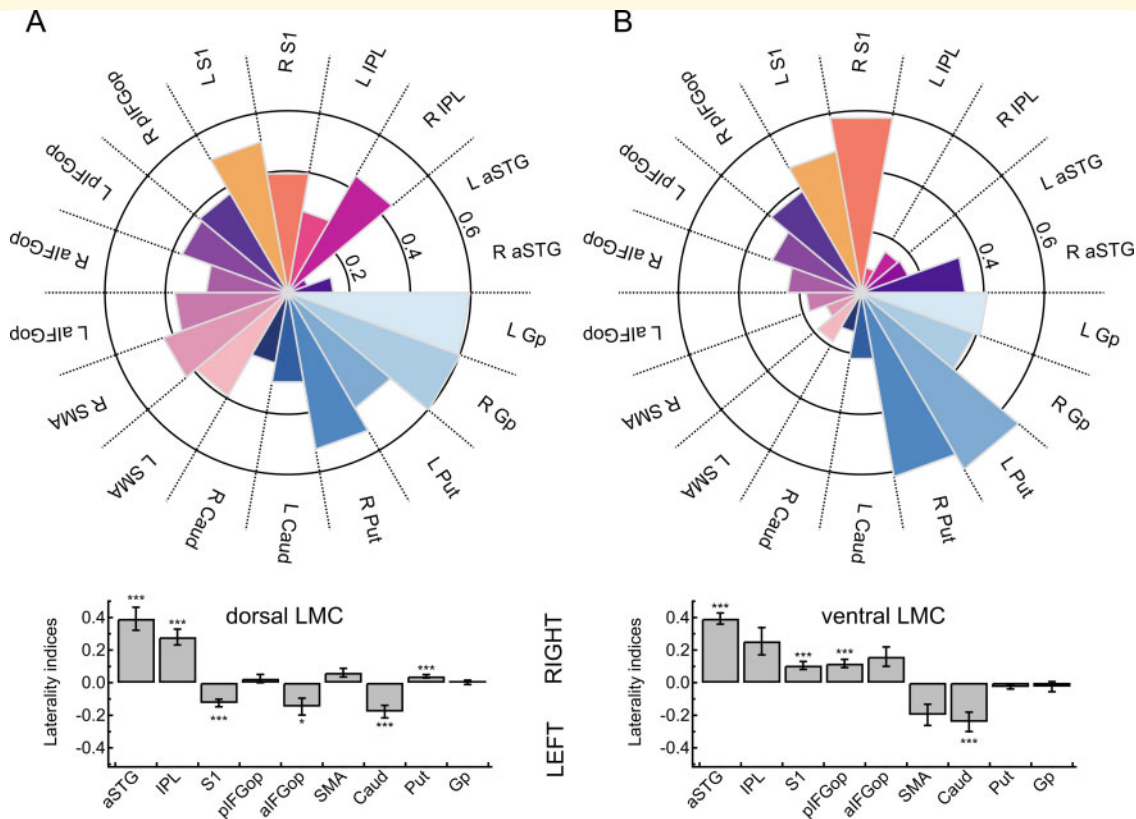 A
B
R S1
L IPL
R IPL
L aSTG
R aSTG
L Gp
R Gp
L Put
R Put
L Caud
R Caud
L SMA
R SMA
L aIFGop
R aIFGop
L pIFGop
R pIFGop
L S1
0.2
0.4
0.6
R S1
L IPL
R IPL
L aSTG
R aSTG
L Gp
R Gp
L Put
R Put
L Caud
R Caud
L SMA
R SMA
L aIFGop
R aIFGop
L pIFGop
R pIFGop
L S1
0.4
0.6
dorsal LMC
Laterality indices
0.4
0.2
0.0
-0.2
-0.4
***
***
***
*
***
***
aSTG
IPL
S1
pIFGop
aIFGop
SMA
Caud
Put
Gp
RIGHT
LEFT
ventral LMC
Laterality indices
0.4
0.2
0.0
-0.2
-0.4
***
***
***
***
aSTG
IPL
S1
pIFGop
aIFGop
SMA
Caud
Put
Gp